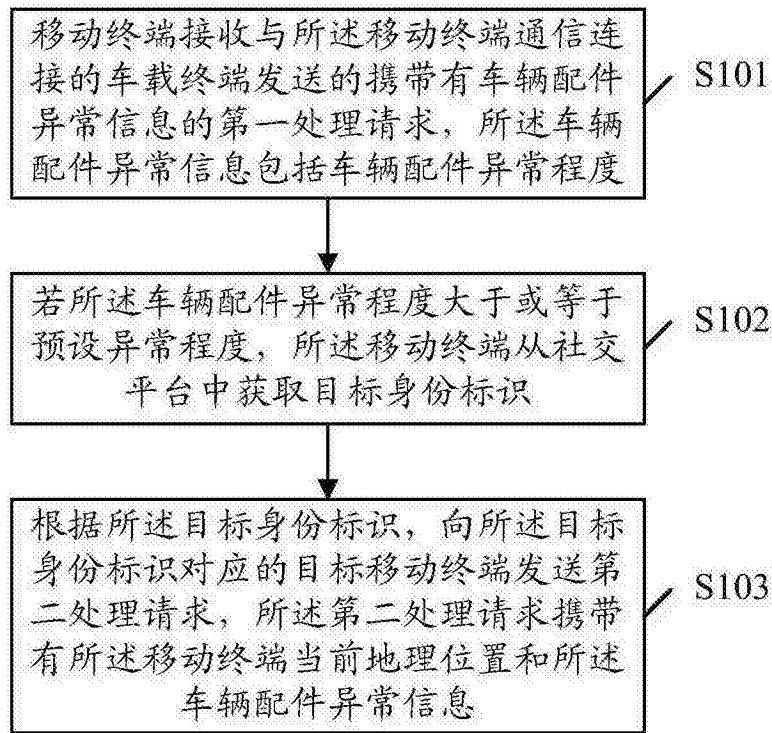 移动终端接收与所述移动终端通信连
接的车载终端发送的携带有车辆配件
异常信息的第一处理请求，所述车辆
配件异常信息包括车辆配件异常程度
S101
若所述车辆配件异常程度大于或等于
预设异常程度，所述移动终端从社交
平台中获取目标身份标识
S102
根据所述目标身份标识，向所述目标
身份标识对应的目标移动终端发送第
二处理请求，所述第二处理请求携带
有所述移动终端当前地理位置和所述
车辆配件异常信息
S103